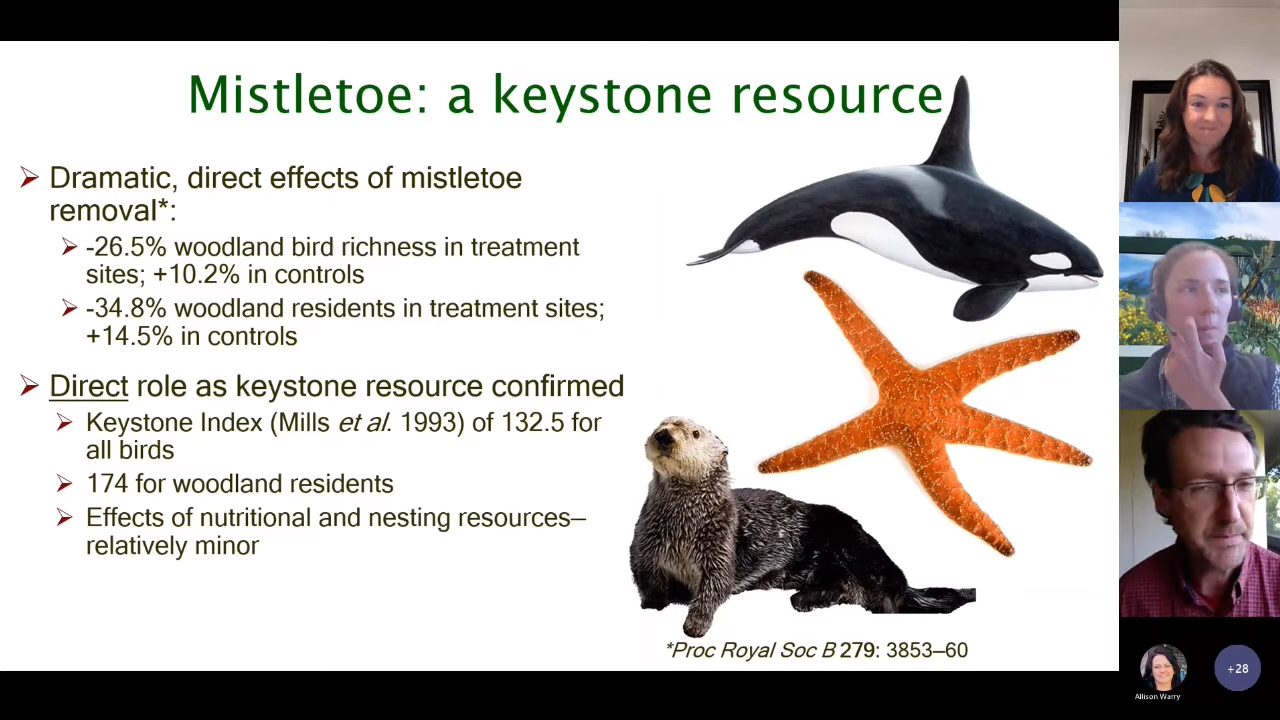 Mistletoe: a keystone resource
Dramatic, direct effects of mistletoe
removal*:
-26.5% woodland bird richness in treatment
sites; +10.2% in controls
-34.8% woodland residents in treatment sites;
+14.5% in controls
Direct role as keystone resource confirmed
Keystone Index (Mills et al. 1993) of 132.5 for
all birds
174 for woodland residents
Effects of nutritional and nesting resources–
relatively minor
*Proc Royal Soc B 279: 3853–60
Allison Warry
+28